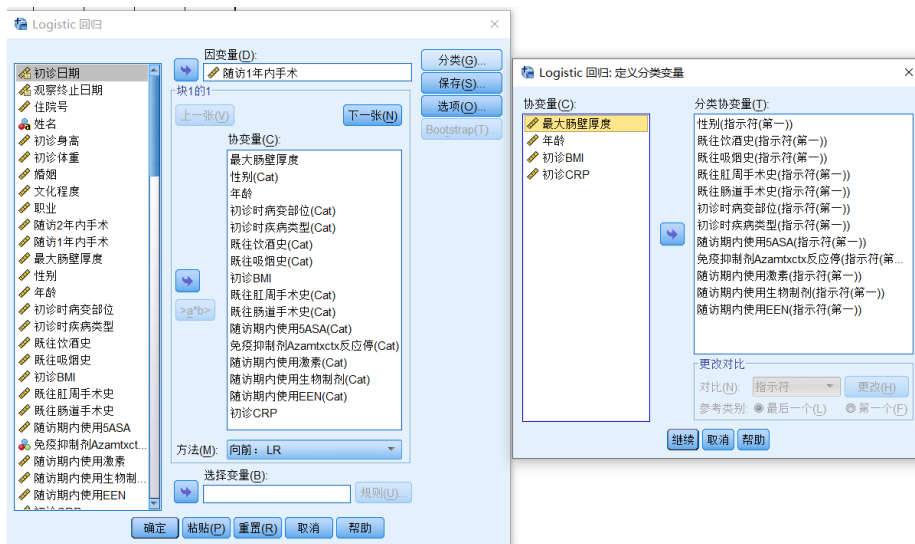 Logistic 回归
因变量(D):
随访1年内手术
块1的1
上一张(V)
下一张(N)
协变量(C):
最大肠壁厚度
性别(Cat)
年龄
初诊时病变部位(Cat)
初诊时疾病类型(Cat)
既往饮酒史(Cat)
既往吸烟史(Cat)
初诊BMI
既往肛周手术史(Cat)
既往肠道手术史(Cat)
随访期内使用5ASA(Cat)
免疫抑制剂Azamtxctx反应停(Cat)
随访期内使用激素(Cat)
随访期内使用生物制剂(Cat)
随访期内使用EEN(Cat)
初诊CRP
>a*b>
方法(M):
向前：LR
选择变量(B):
规则(U)...
初诊日期
观察终止日期
住院号
姓名
初诊身高
初诊体重
婚姻
文化程度
职业
随访2年内手术
随访1年内手术
最大肠壁厚度
性别
年龄
初诊时病变部位
初诊时疾病类型
既往饮酒史
既往吸烟史
初诊BMI
既往肛周手术史
既往肠道手术史
随访期内使用5ASA
免疫抑制剂Azamtxct...
随访期内使用激素
随访期内使用生物制...
随访期内使用EEN
分类(G)...
保存(S)...
选项(O)...
Bootstrap(T)...
确定
粘贴(P)
重置(R)
取消
帮助
Logistic 回归: 定义分类变量
协变量(C):
最大肠壁厚度
年龄
初诊BMI
初诊CRP
分类协变量(T):
性别(指示符(第一))
既往饮酒史(指示符(第一))
既往吸烟史(指示符(第一))
既往肛周手术史(指示符(第一))
既往肠道手术史(指示符(第一))
初诊时病变部位(指示符(第一))
初诊时疾病类型(指示符(第一))
随访期内使用5ASA(指示符(第一))
免疫抑制剂Azamtxctx反应停(指示符(第...
随访期内使用激素(指示符(第一))
随访期内使用生物制剂(指示符(第一))
随访期内使用EEN(指示符(第一))
更改对比
对比(N):
指示符
更改(H)
参考类别:
最后一个(L)
第一个(F)
继续
取消
帮助